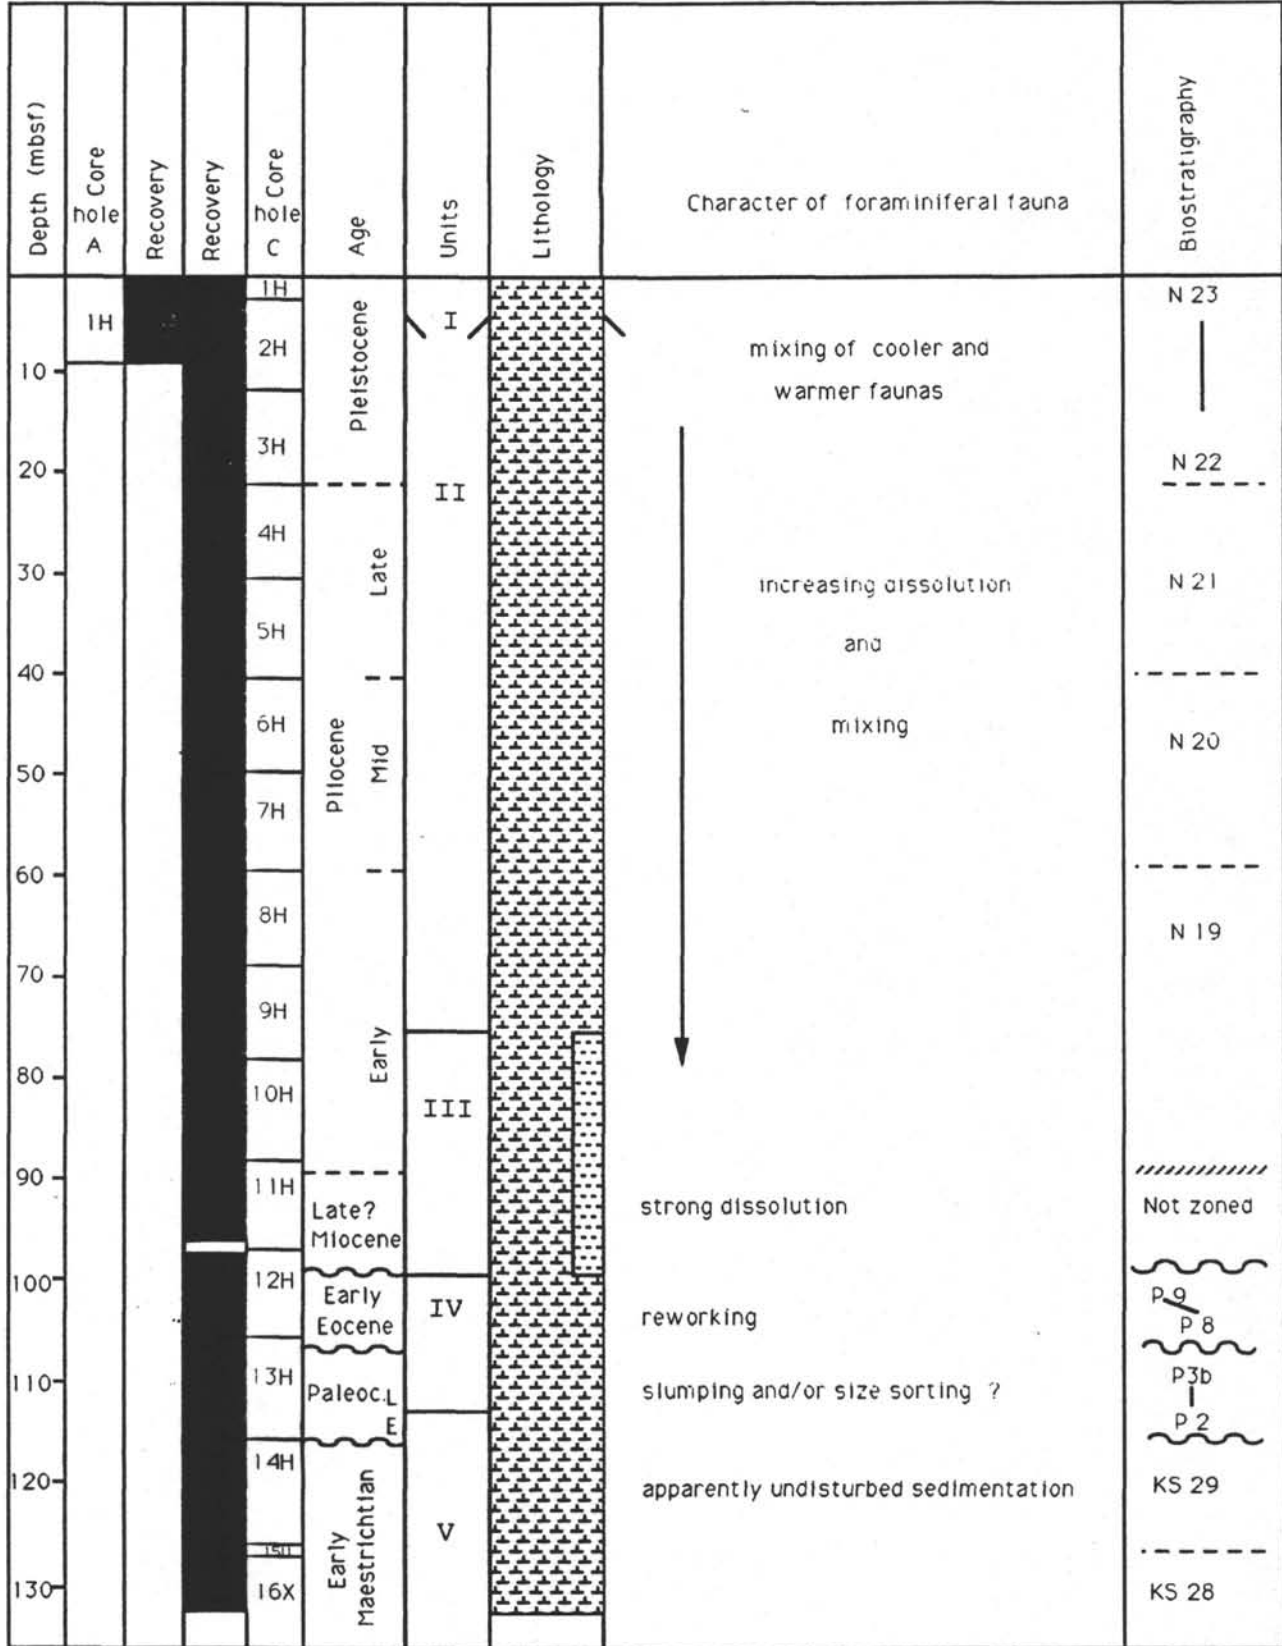 Depth (mbsf)
Core
hole
A
Recovery
Recovery
Core
hole
C
Age
Units
Lithology
Character of foraminiferal fauna
Biostratigraphy
10
20
30
40
50
60
70
80
90
100
110
120
130
1H
1H
2H
3H
4H
5H
6H
7H
8H
9H
10H
11H
12H
13H
14H
16X
Pleistocene
Pliocene
Late
Mid
Early
Late?
Miocene
Early
Eocene
Paleoc. L
E
Early
Maestrichtian
I
II
III
IV
V
mixing of cooler and
warmer faunas
increasing dissolution
and
mixing
strong dissolution
reworking
slumping and/or size sorting ?
apparently undisturbed sedimentation
N 23
N 22
N 21
N 20
N 19
Not zoned
P 9
P 8
P3b
P 2
KS 29
KS 28